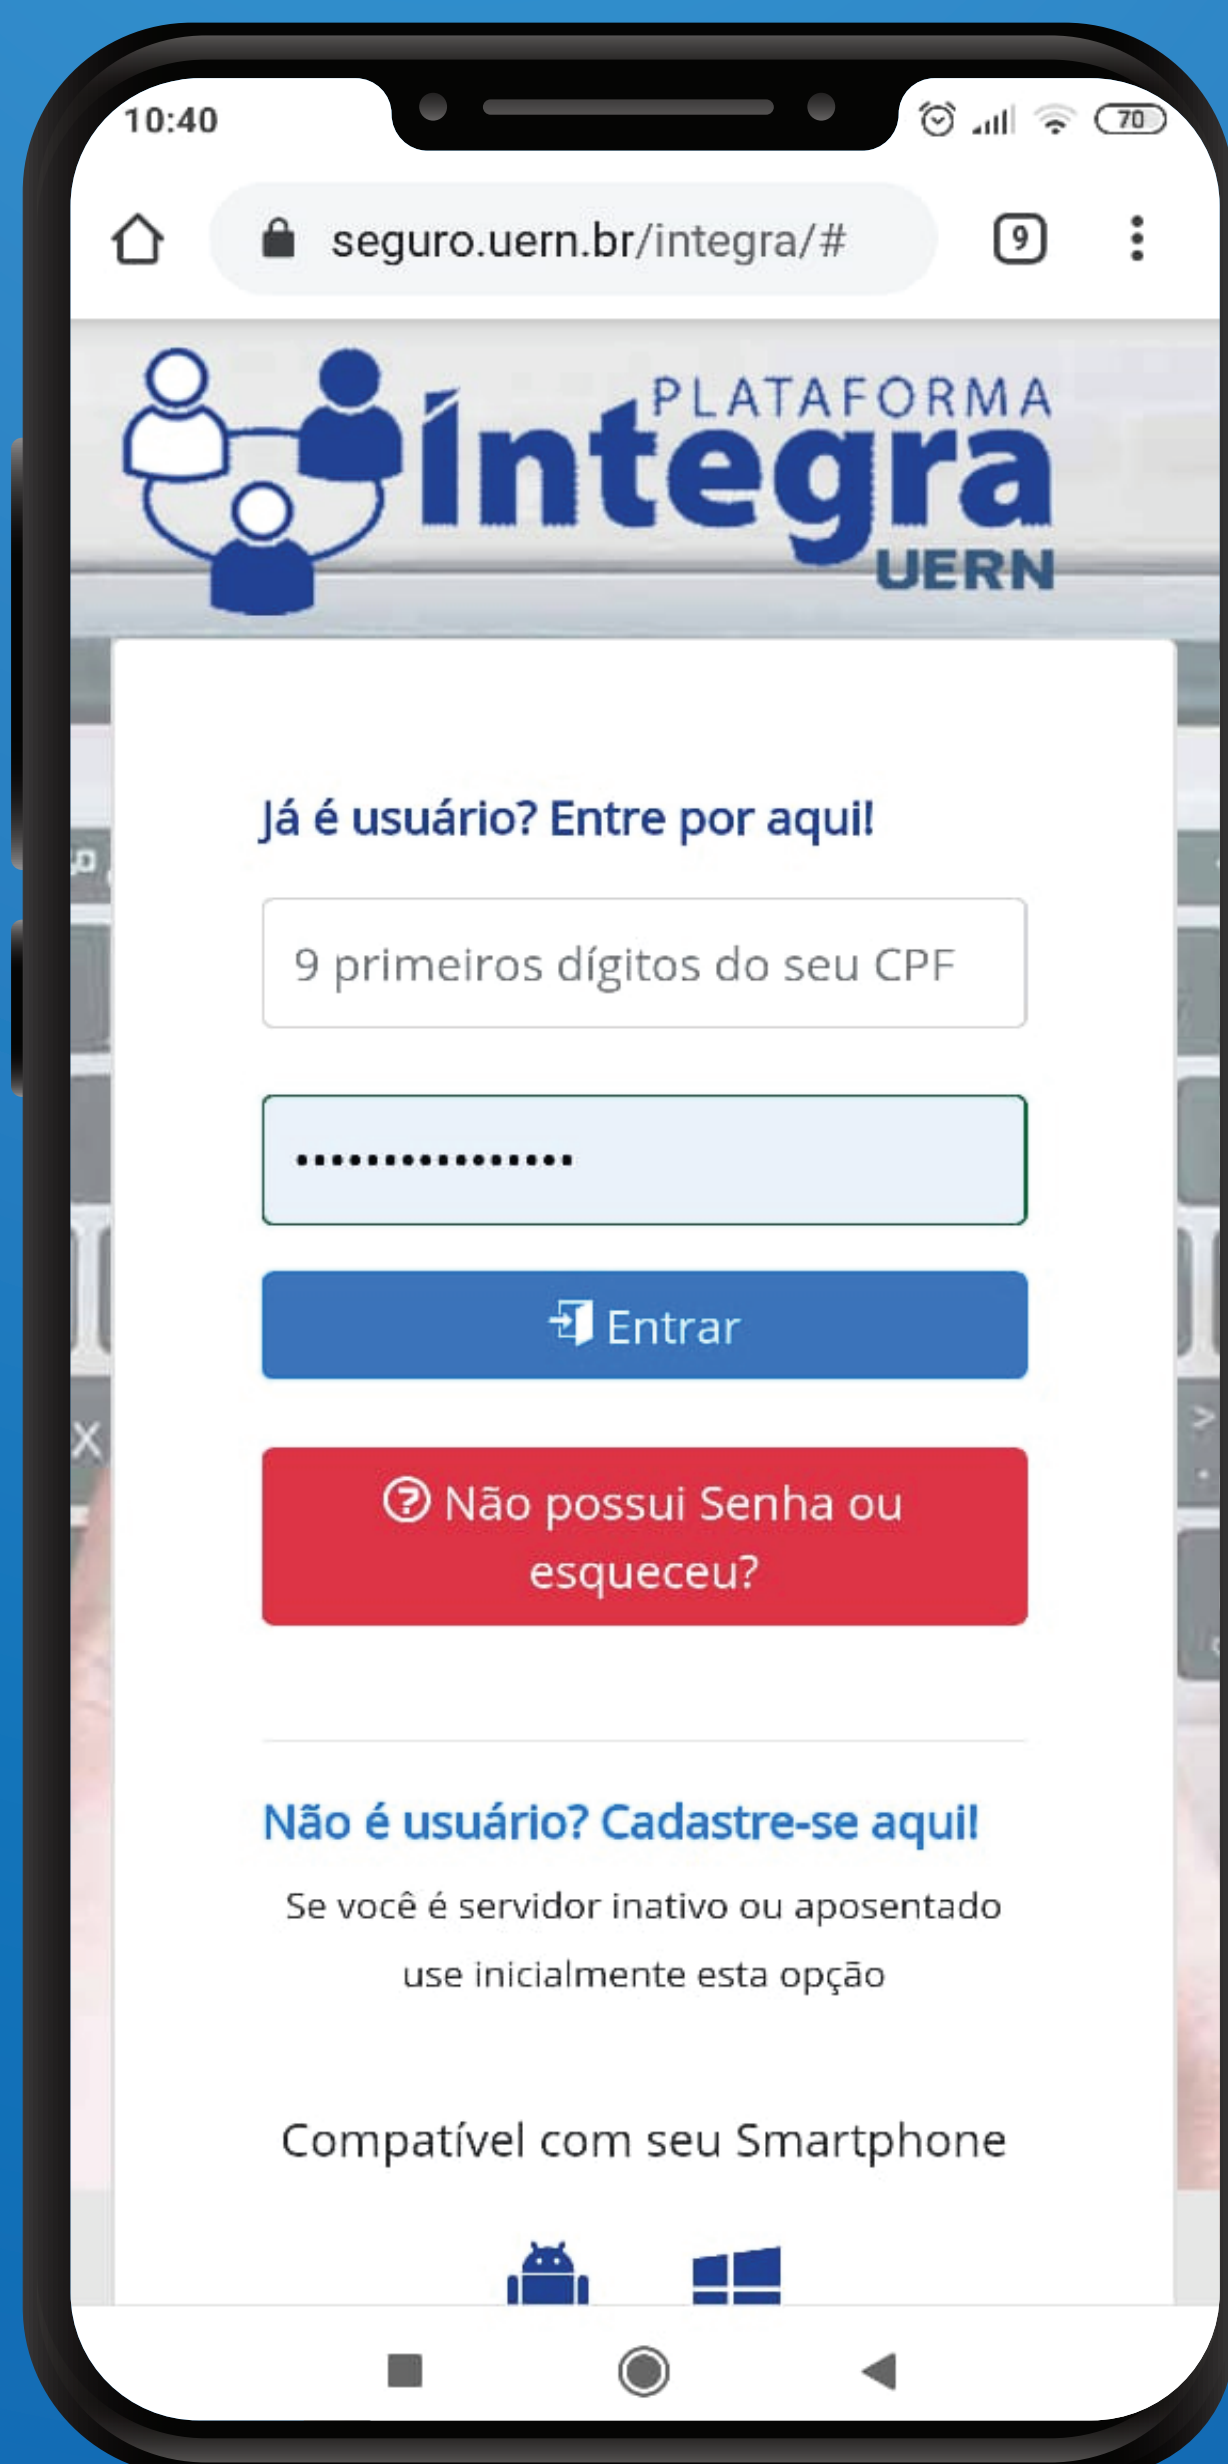 10:40
70
seguro.uern.br/integra/#
9
PLATAFORMA
íntegra
UERN
Já é usuário? Entre por aqui!
9 primeiros dígitos do seu CPF
••••••••••••••••
Entrar
Não possui Senha ou
esqueceu?
X
>
.
Não é usuário? Cadastre-se aqui!
Se você é servidor inativo ou aposentado
use inicialmente esta opção
Compatível com seu Smartphone